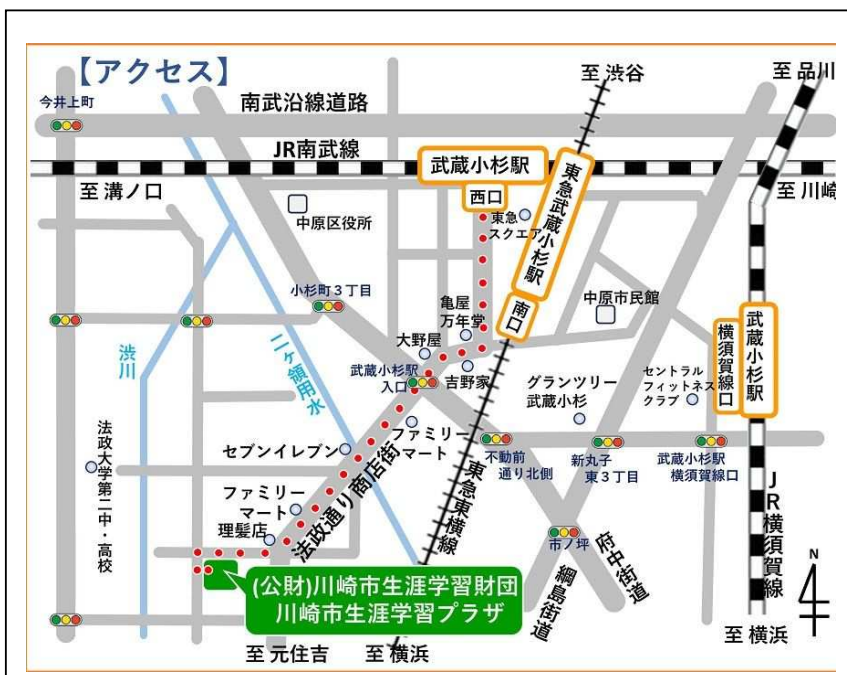 【アクセス】
至 渋谷
至 品川
今井上町
南武沿線道路
JR南武線
武蔵小杉駅
至 溝ノ口
西口
至 川崎
東急武蔵小杉駅
東急
スクエア
中原区役所
小杉町3丁目
亀屋
万年堂
南口
中原市民館
大野屋
横須賀線口
武蔵小杉駅
渋川
二ヶ領用水
武蔵小杉駅
入口
吉野家
グランツリー
武蔵小杉
セントラル
フィットネス
クラブ
ファミリー
マート
セブンイレブン
不動前
通り北側
新丸子
東3丁目
武蔵小杉駅
横須賀線口
法政大学第二中・高校
ファミリー
マート
理髪店
法政通り商店街
東急東横線
JR横須賀線
市ノ坪
府中街道
綱島街道
N
(公財)川崎市生涯学習財団
川崎市生涯学習プラザ
至 元住吉
至 横浜
至 横浜